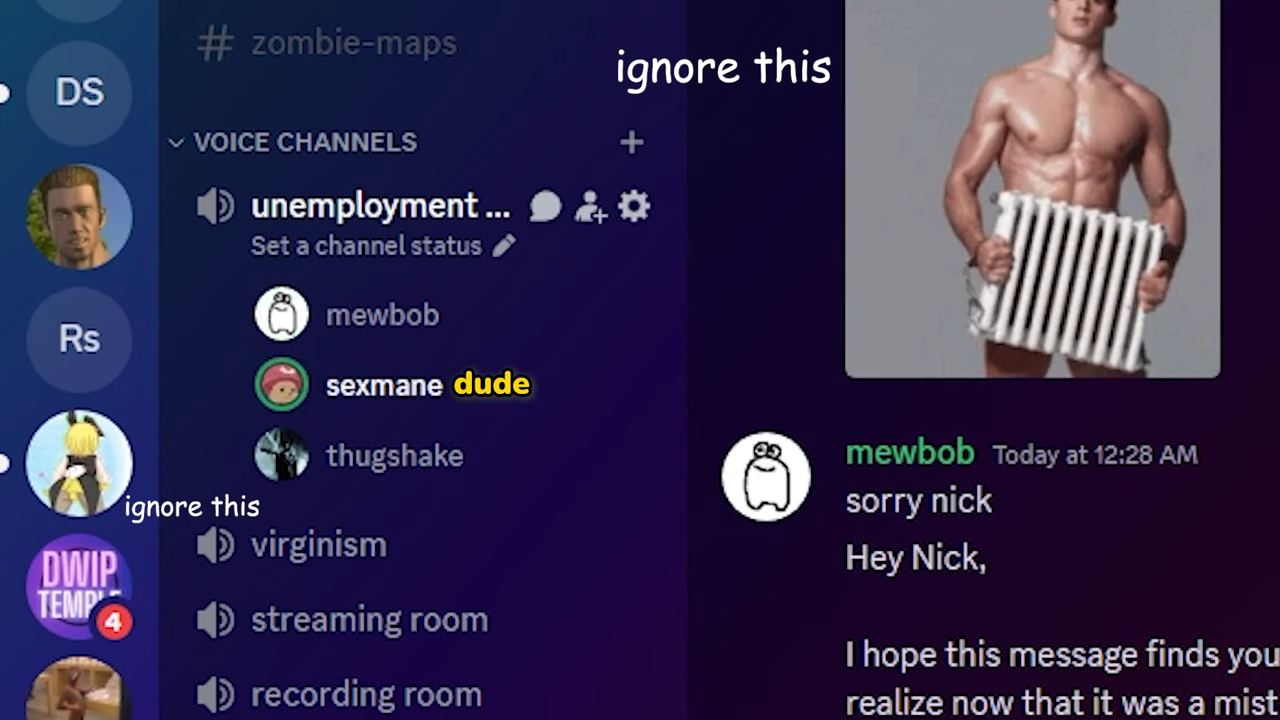 DS
Rs
DWIP
TEMPLE
4
# zombie-maps
VOICE CHANNELS
unemployment ...
Set a channel status
mewbob
sexmane dude
thugshake
virginism
streaming room
recording room
ignore this
ignore this
mewbob Today at 12:28 AM
sorry nick
Hey Nick,
I hope this message finds you
realize now that it was a mist